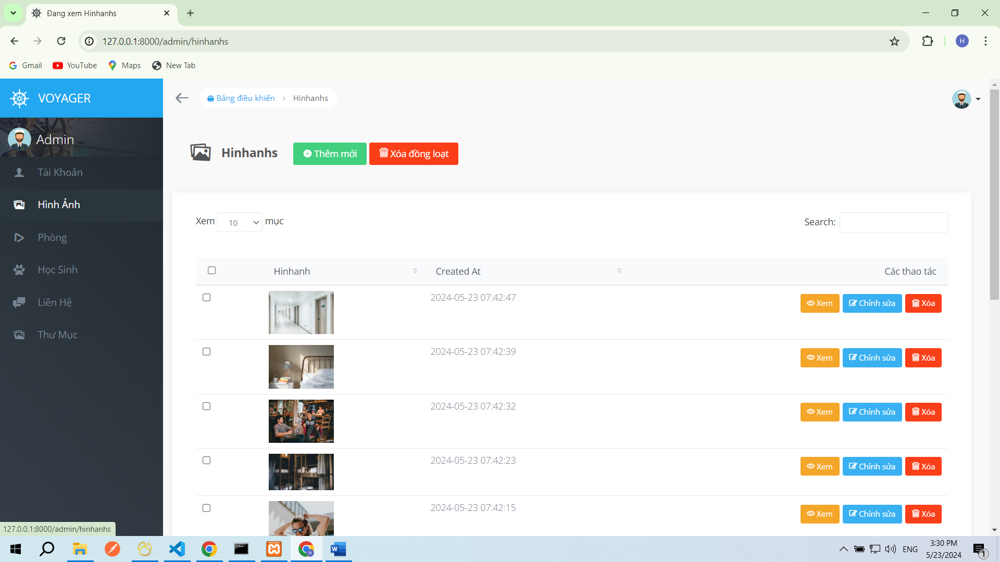 Đang xem Hinhanhs
127.0.0.1:8000/admin/hinhanhs
H
Gmail YouTube Maps New Tab
VOYAGER
Bảng điều khiển Hinhanhs
Admin
Tài Khoản
Hình Ảnh
Phòng
Học Sinh
Liên Hệ
Thư Mục
Hinhanhs Thêm mới Xóa đồng loạt
Xem 10 mục Search:
Hinhanh Created At Các thao tác
2024-05-23 07:42:47 Xem Chỉnh sửa Xóa
2024-05-23 07:42:39 Xem Chỉnh sửa Xóa
2024-05-23 07:42:32 Xem Chỉnh sửa Xóa
2024-05-23 07:42:23 Xem Chỉnh sửa Xóa
2024-05-23 07:42:15 Xem Chỉnh sửa Xóa
127.0.0.1:8000/admin/hinhanhs
H
W
ENG
3:30 PM
5/23/2024
1